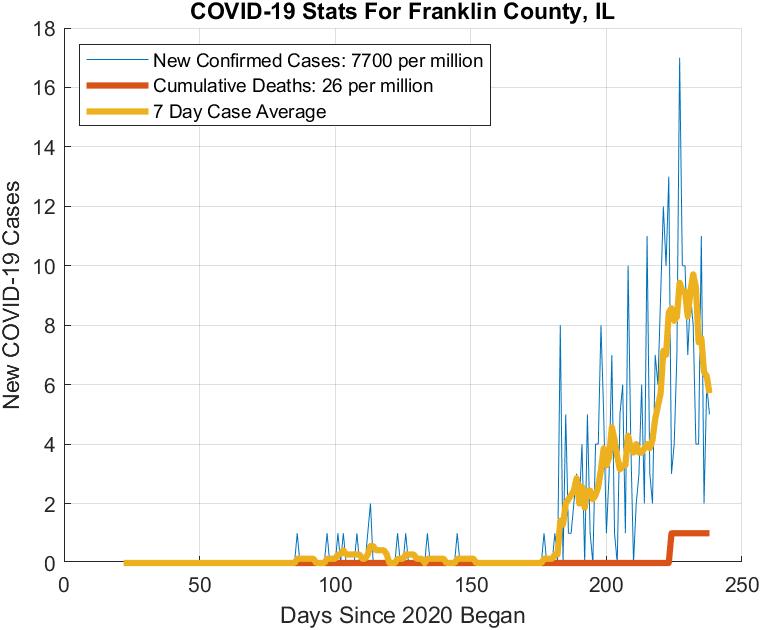 COVID-19 Stats For Franklin County, IL
New Confirmed Cases: 7700 per million
Cumulative Deaths: 26 per million
7 Day Case Average
New COVID-19 Cases
18
16
14
12
10
8
6
4
2
0
0 50 100 150 200 250
Days Since 2020 Began